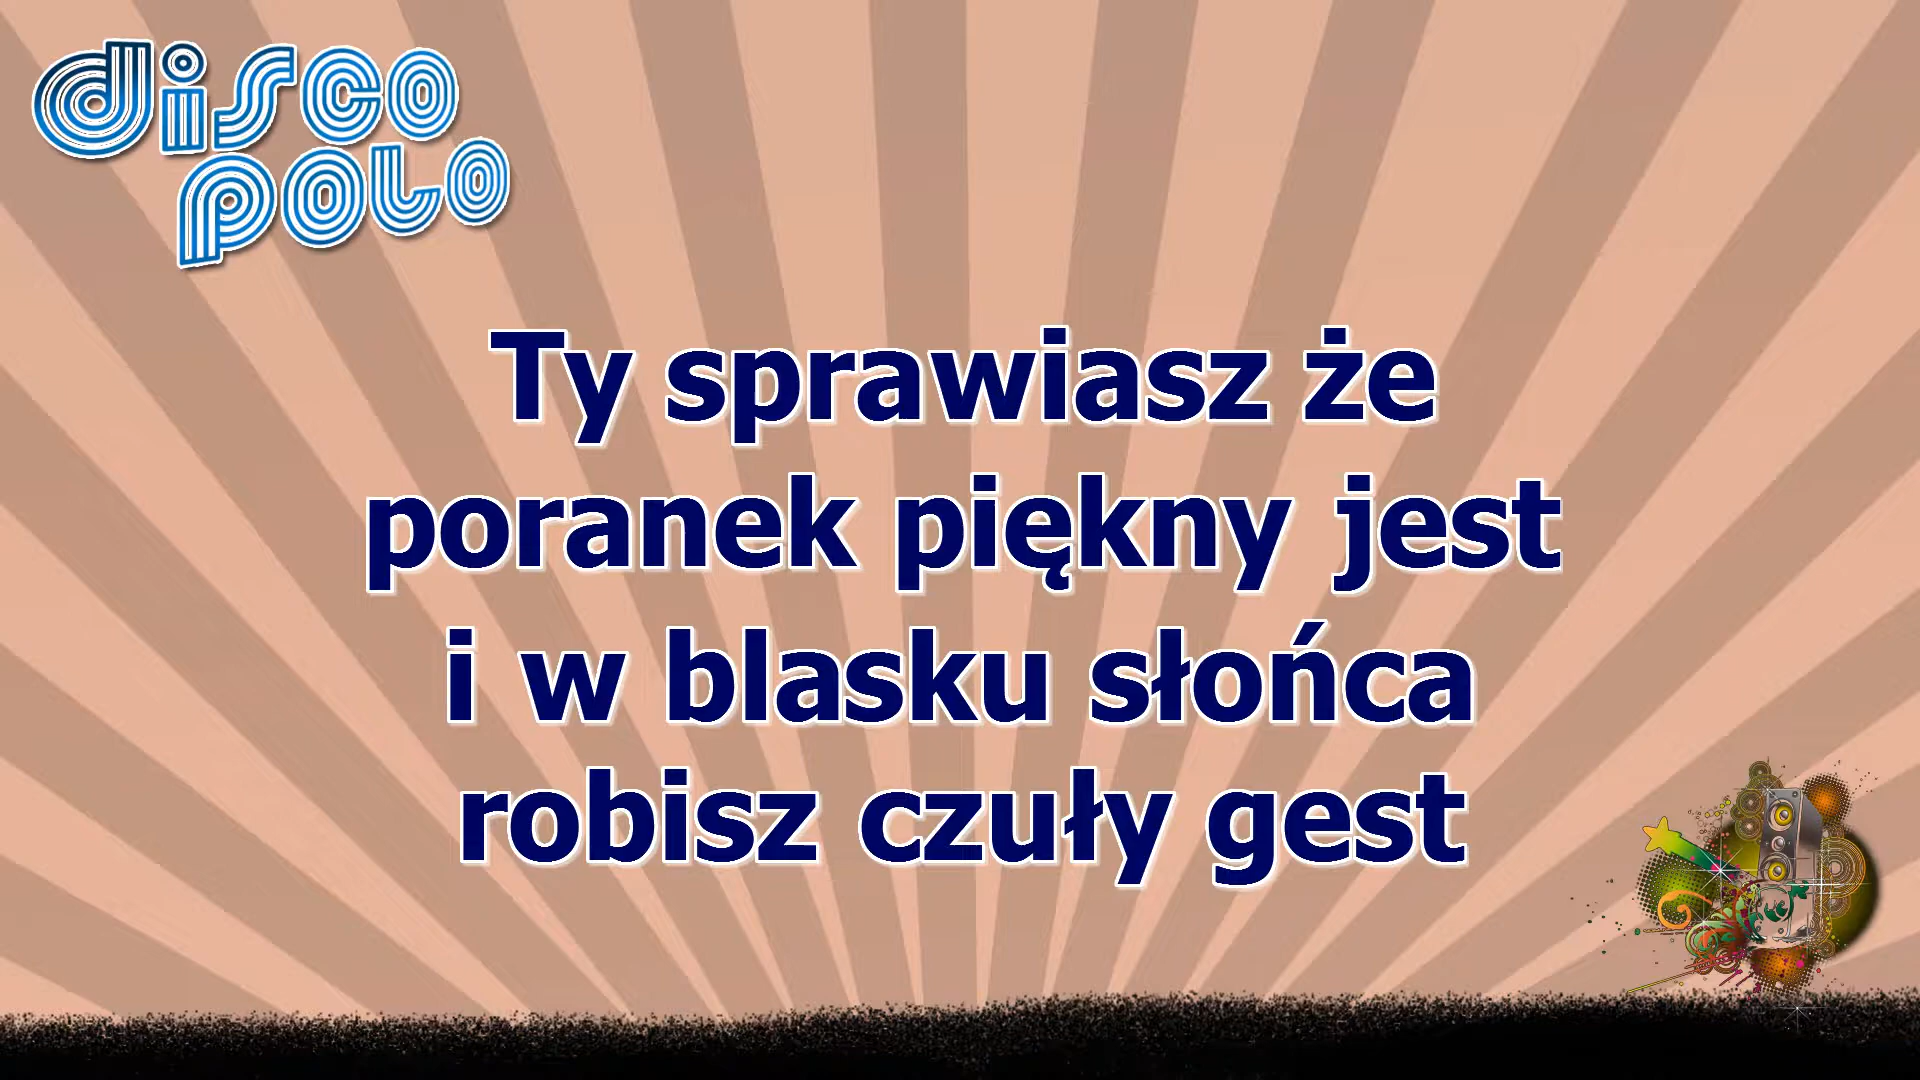 disco
polo
Ty sprawiasz że
poranek piękny jest
i w blasku słońca
robisz czuły gest